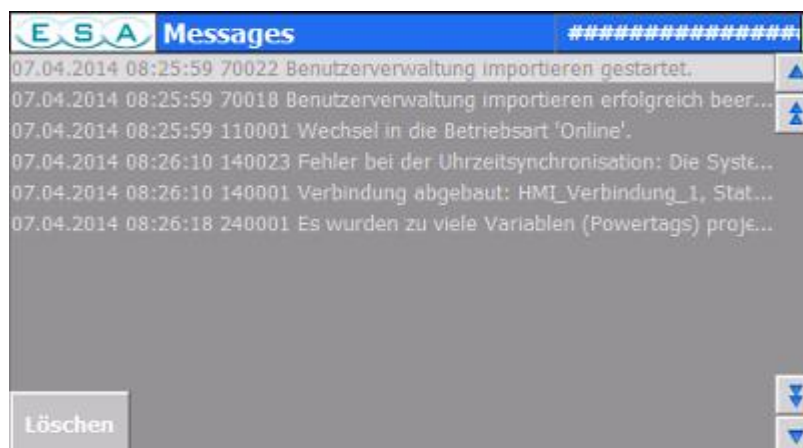 ESA Messages ################
07.04.2014 08:25:59 70022 Benutzerverwaltung importieren gestartet.
07.04.2014 08:25:59 70018 Benutzerverwaltung importieren erfolgreich beer...
07.04.2014 08:25:59 110001 Wechsel in die Betriebsart 'Online'.
07.04.2014 08:26:10 140023 Fehler bei der Uhrzeitsynchronisation: Die Syste...
07.04.2014 08:26:10 140001 Verbindung abgebaut: HMI_Verbindung_1, Stat...
07.04.2014 08:26:18 240001 Es wurden zu viele Variablen (Powertags) proje...
Löschen